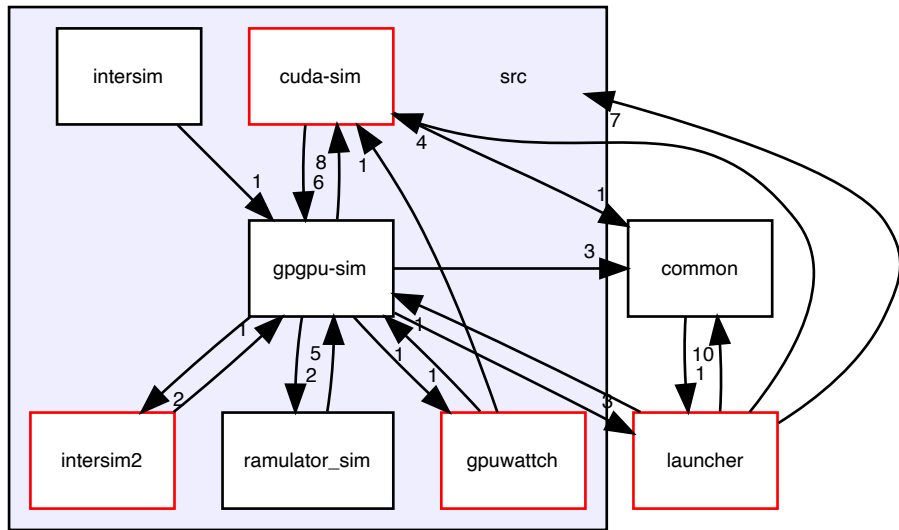 intersim
cuda-sim
src
7
4
8
1
6
1
1
gpgpu-sim
3
common
1
1
5
1
10
2
1
1
2
3
intersim2
ramulator_sim
gpuwattch
launcher